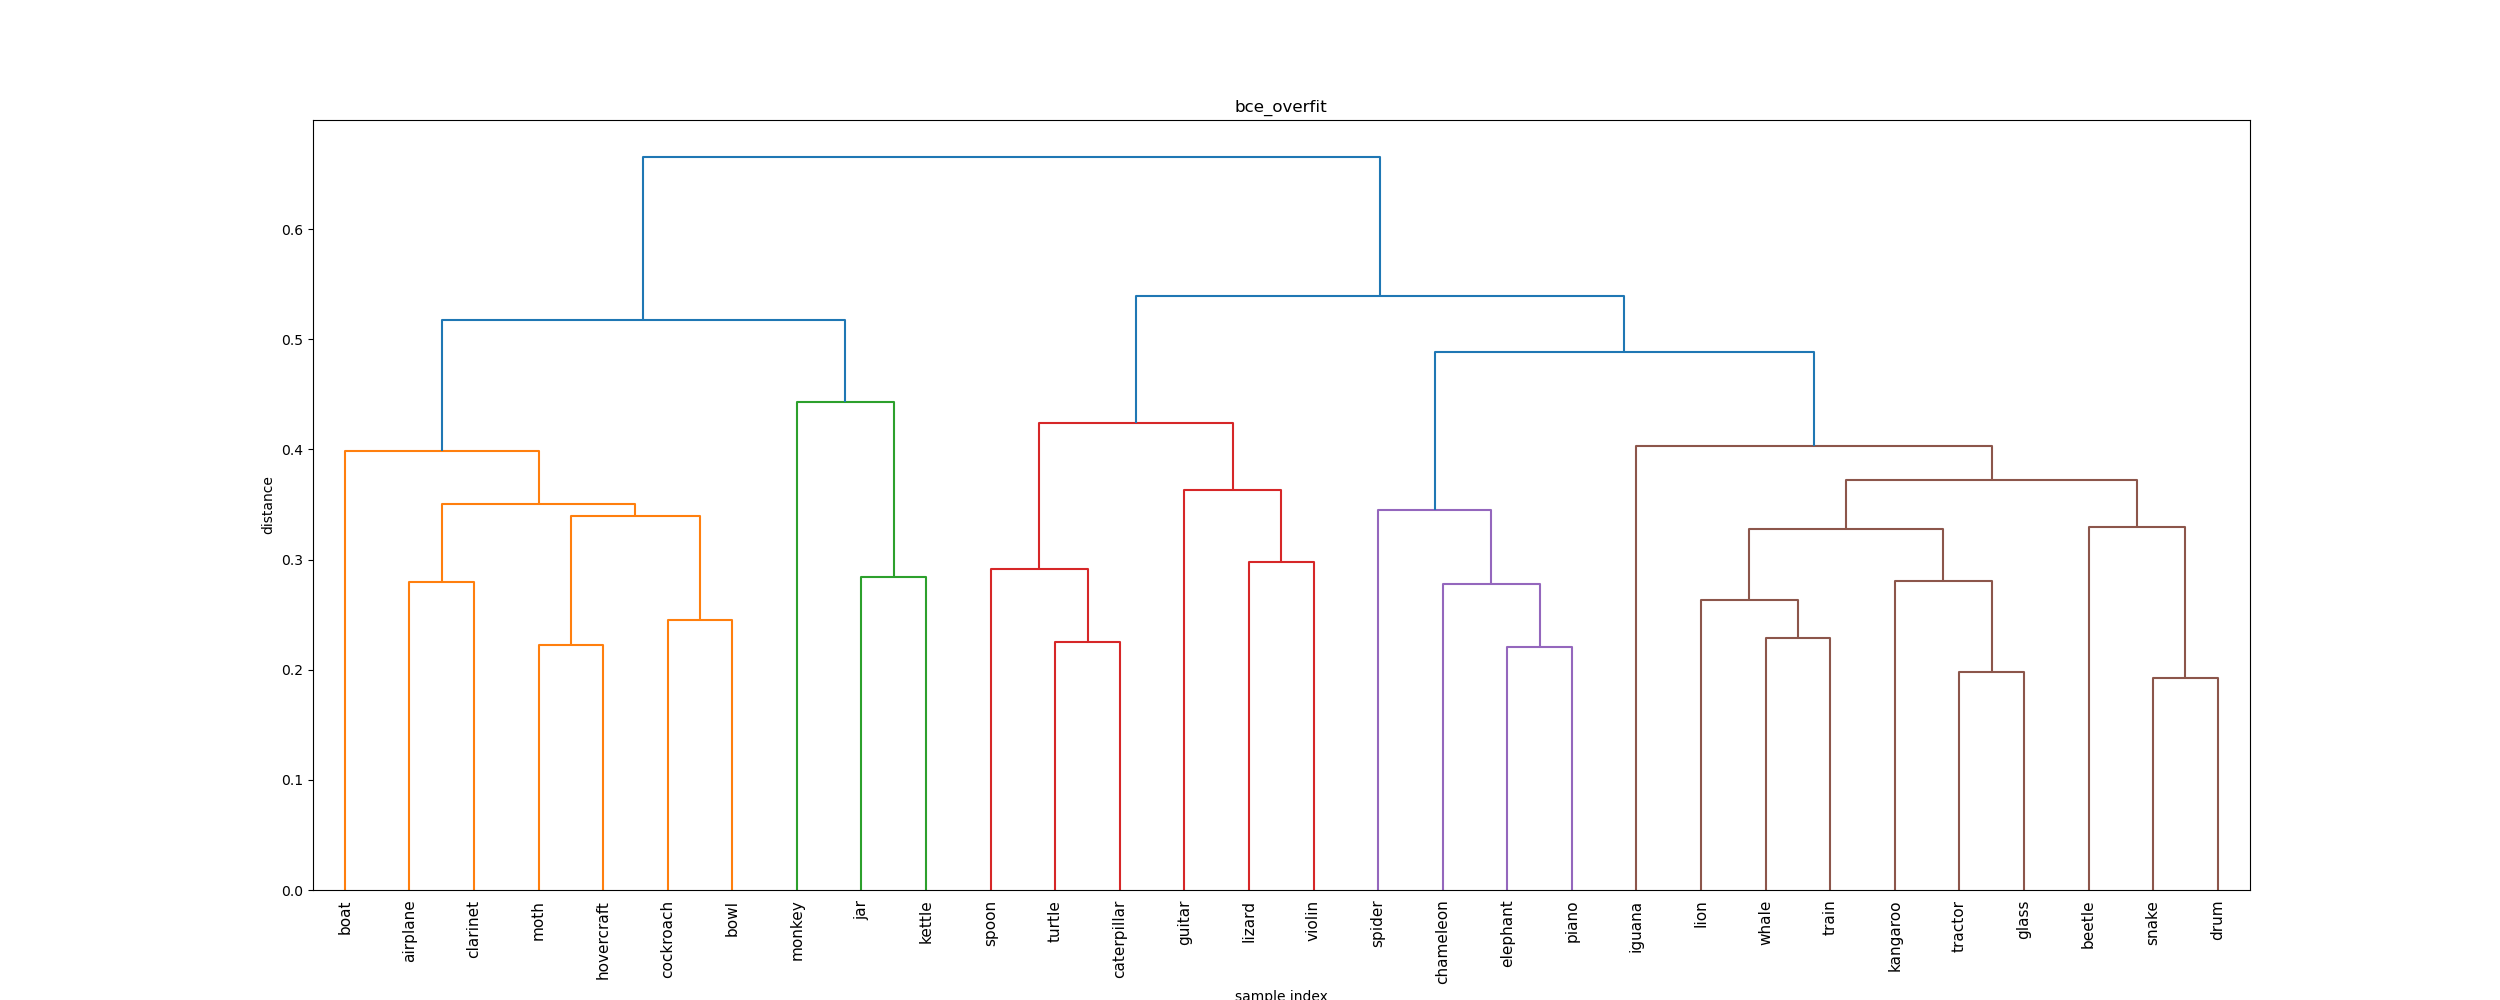 bce_overfit
0.6
0.5
0.4
0.3
0.2
0.1
0.0
distance
boat
airplane
clarinet
moth
hovercraft
cockroach
bowl
monkey
jar
kettle
spoon
turtle
caterpillar
guitar
lizard
violin
spider
chameleon
elephant
piano
iguana
lion
whale
train
kangaroo
tractor
glass
beetle
snake
drum
sample index